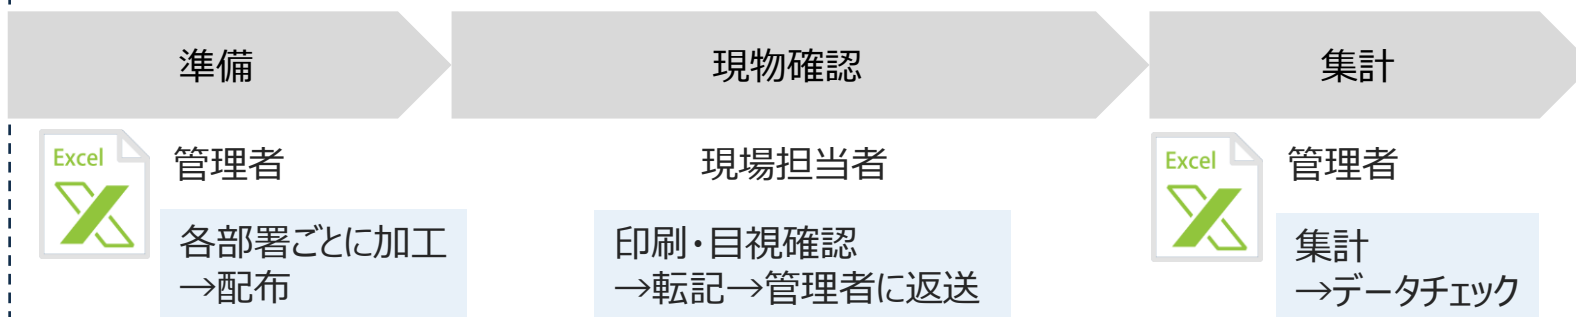 準備
現物確認
集計
Excel
管理者
各部署ごとに加工
→配布
現場担当者
印刷・目視確認
→転記→管理者に返送
Excel
管理者
集計
→データチェック